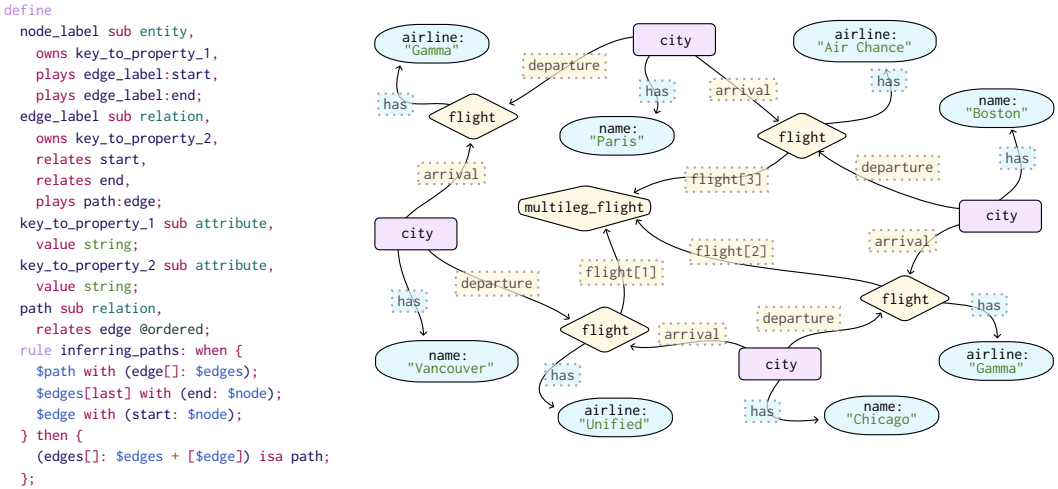 define
  node_label sub entity,
    owns key_to_property_1,
    plays edge_label:start,
    plays edge_label:end;
  edge_label sub relation,
    owns key_to_property_2,
    relates start,
    relates end,
    plays path:edge;
  key_to_property_1 sub attribute,
    value string;
  key_to_property_2 sub attribute,
    value string;
  path sub relation,
    relates edge @ordered;
  rule inferring_paths: when {
    $path with (edge[]: $edges);
    $edges[last] with (end: $node);
    $edge with (start: $node);
  } then {
    (edges[]: $edges + [$edge]) isa path;
  };
airline:
"Gamma"
city
airline:
"Air Chance"
departure
has
has
arrival
has
name:
"Boston"
flight
name:
"Paris"
flight
has
arrival
flight[3]
departure
multileg_flight
city
city
arrival
flight[2]
flight[1]
departure
has
flight
has
departure
flight
arrival
name:
"Vancouver"
city
airline:
"Gamma"
has
has
airline:
"Unified"
name:
"Chicago"